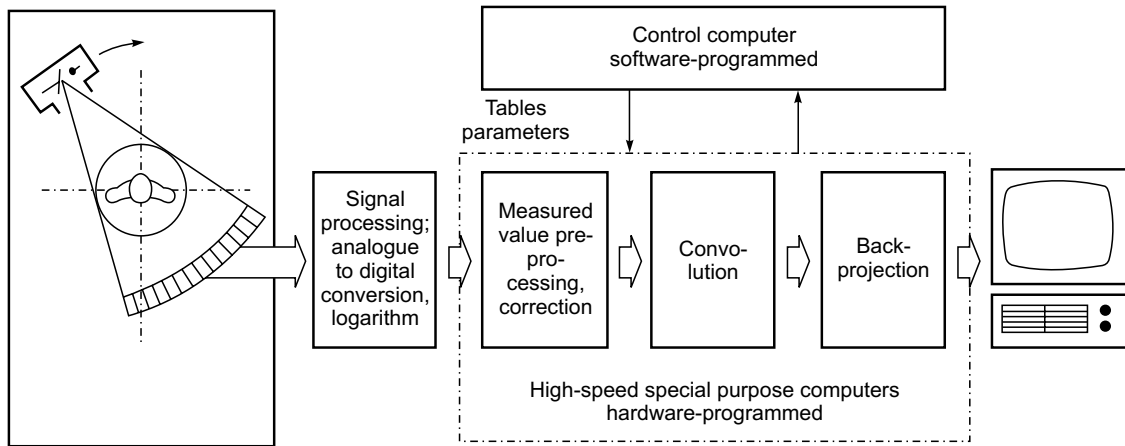 Control computer
software-programmed
Tables
parameters
Signal
processing;
analogue
to digital
conversion,
logarithm
Measured
value pre-
pro-
cessing,
correction
Convo-
lution
Back-
projection
High-speed special purpose computers
hardware-programmed